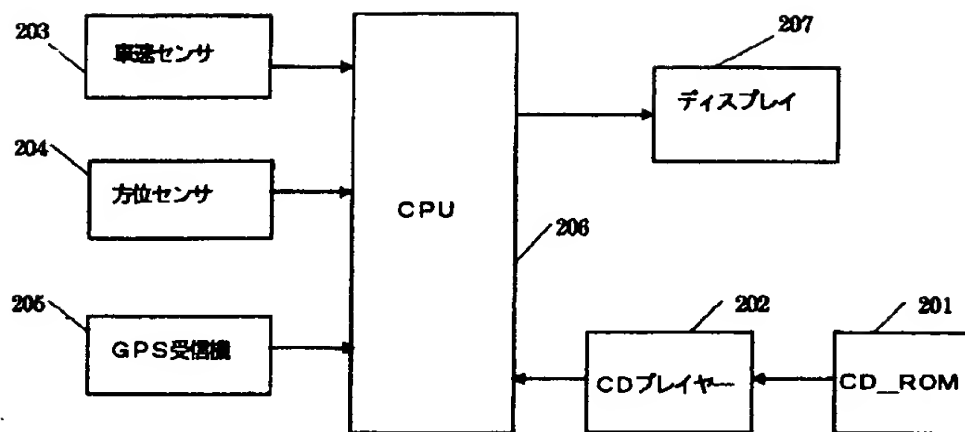 203
車速センサ
207
ディスプレイ
204
方位センサ
CPU
206
205
GPS受信機
202
CDプレイヤー
201
CD__ROM